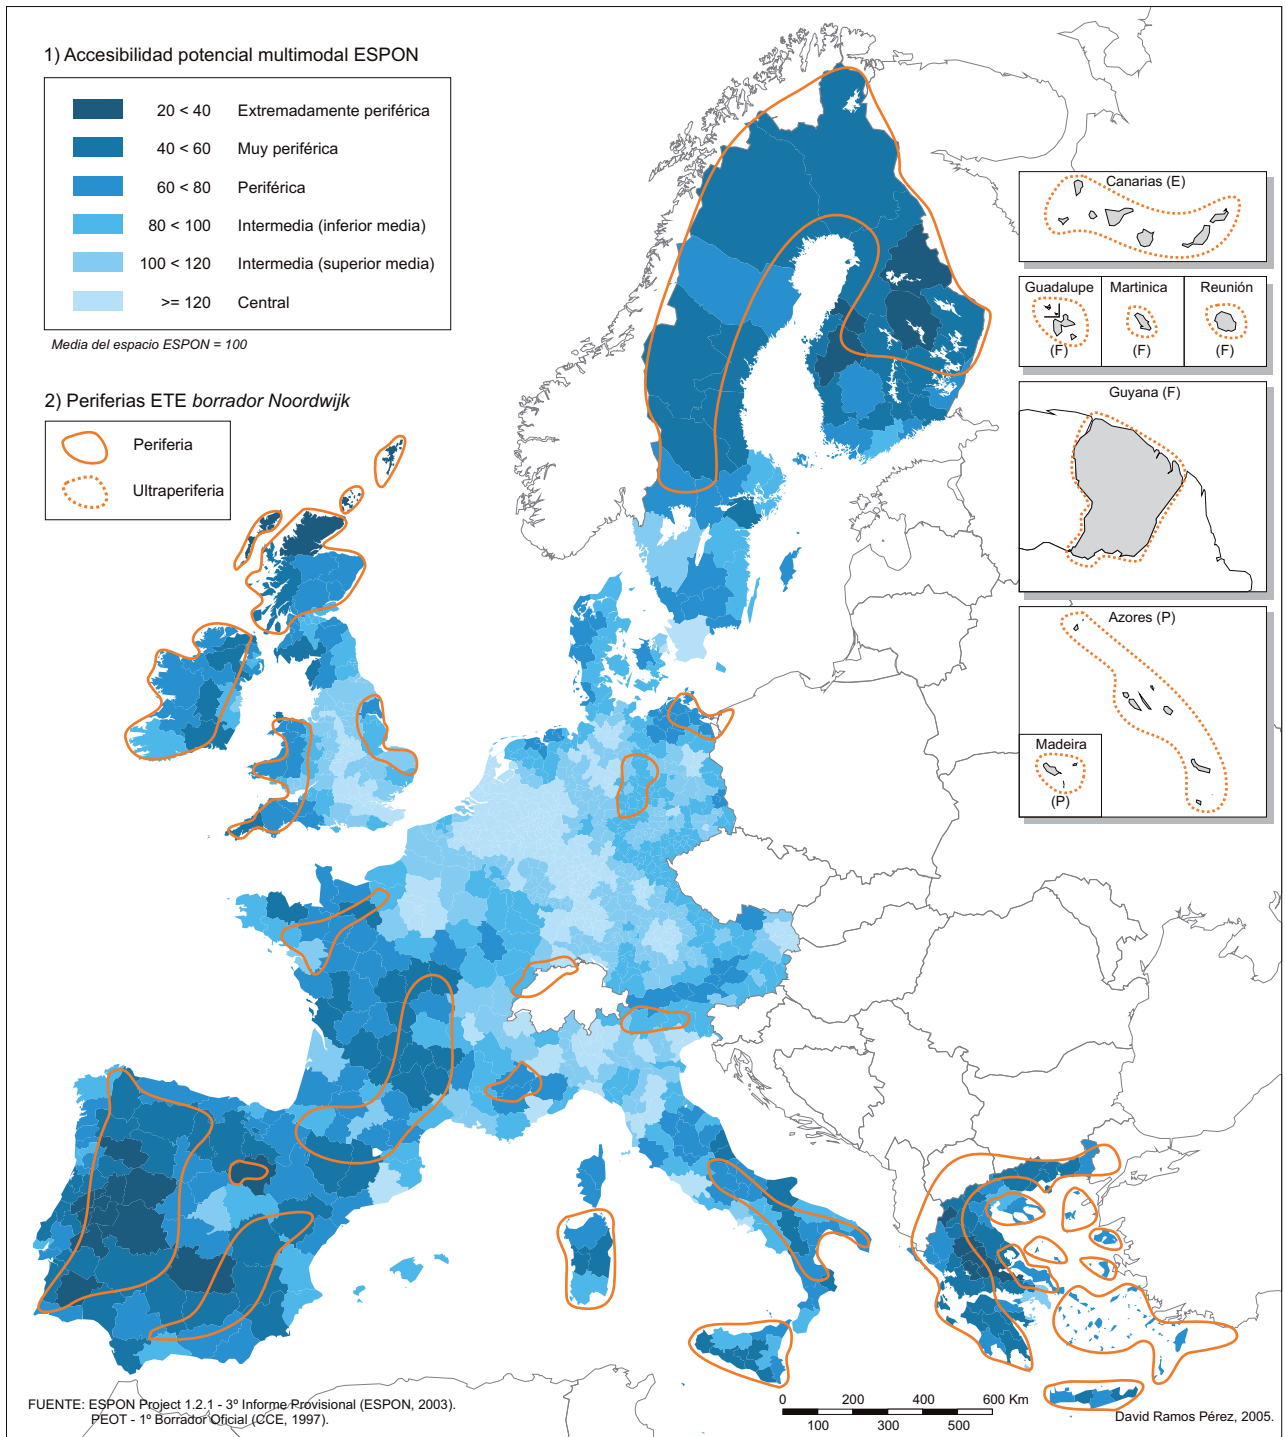 1) Accesibilidad potencial multimodal ESPON
20 < 40 Extremadamente periférica
40 < 60 Muy periférica
60 < 80 Periférica
80 < 100 Intermedia (inferior media)
100 < 120 Intermedia (superior media)
>= 120 Central
Media del espacio ESPON = 100
2) Periferias ETE borrador Noordwijk
Periferia
Ultraperiferia
Canarias (E)
Guadalupe
(F)
Martinica
(F)
Reunión
(F)
Guyana (F)
Azores (P)
Madeira
(P)
FUENTE: ESPON Project 1.2.1 - 3º Informe Provisional (ESPON, 2003).
PEOT - 1º Borrador Oficial (CCE, 1997).
0 200 400 600 Km
100 300 500
David Ramos Pérez, 2005.